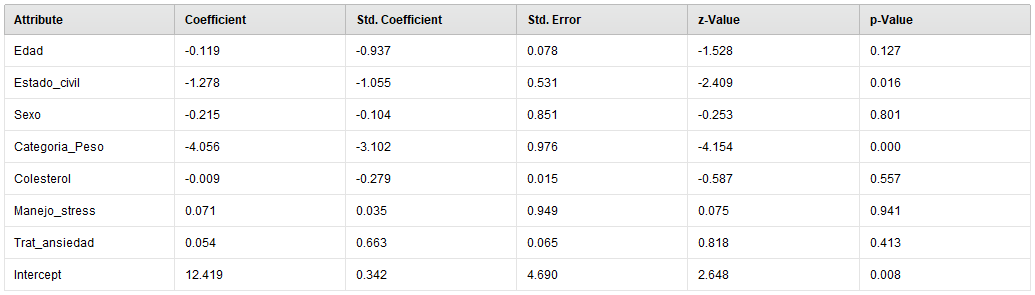 Attribute Coefficient Std. Coefficient Std. Error z-Value p-Value
Edad -0.119 -0.937 0.078 -1.528 0.127
Estado_civil -1.278 -1.055 0.531 -2.409 0.016
Sexo -0.215 -0.104 0.851 -0.253 0.801
Categoria_Peso -4.056 -3.102 0.976 -4.154 0.000
Colesterol -0.009 -0.279 0.015 -0.587 0.557
Manejo_stress 0.071 0.035 0.949 0.075 0.941
Trat_ansiedad 0.054 0.663 0.065 0.818 0.413
Intercept 12.419 0.342 4.690 2.648 0.008